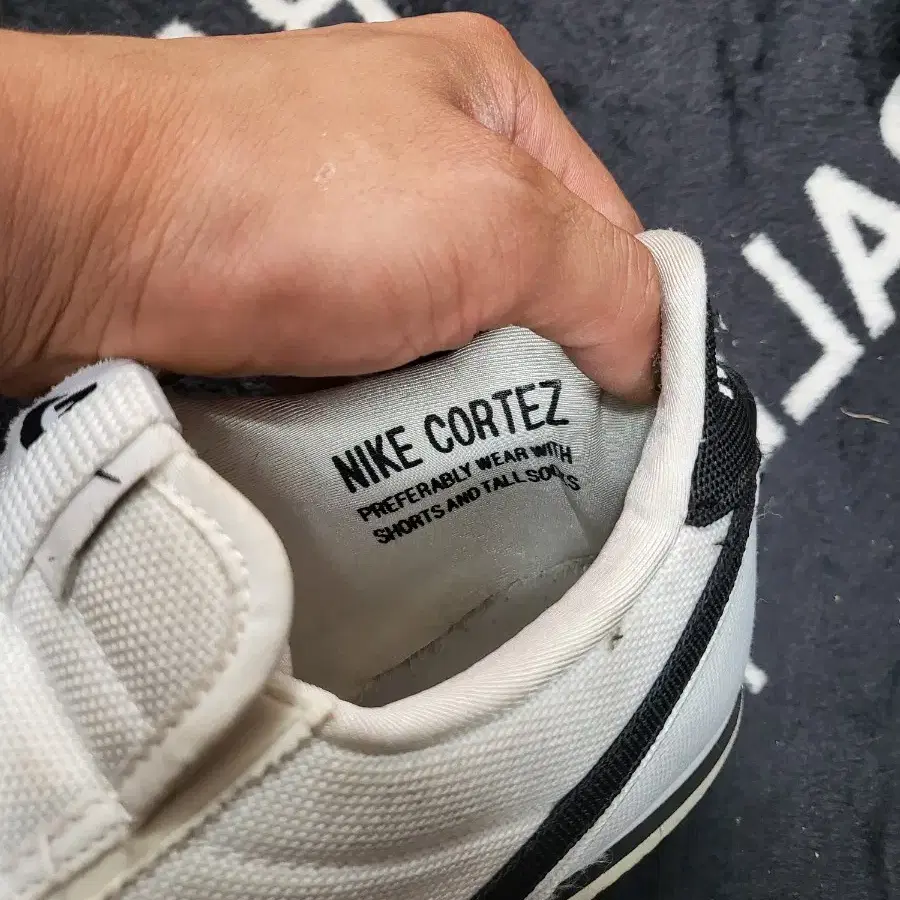 NIKE CORTEZ
PREFERABLY WEAR WITH
SHORTS AND TALL SOCKS